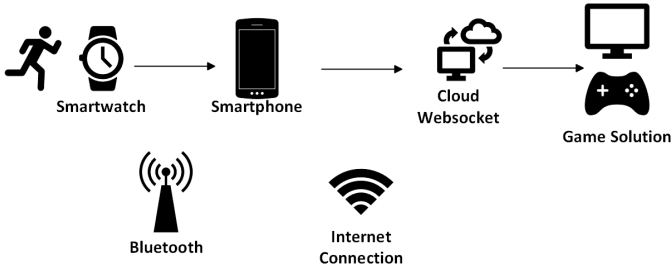 Smartwatch
Smartphone
Cloud
Websocket
Game Solution
Bluetooth
Internet
Connection